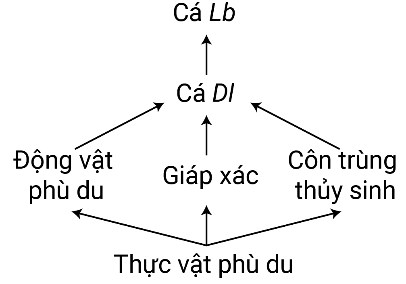 Cá Lb
Cá Dl
Động vật
phù du
Giáp xác
Côn trùng
thủy sinh
Thực vật phù du